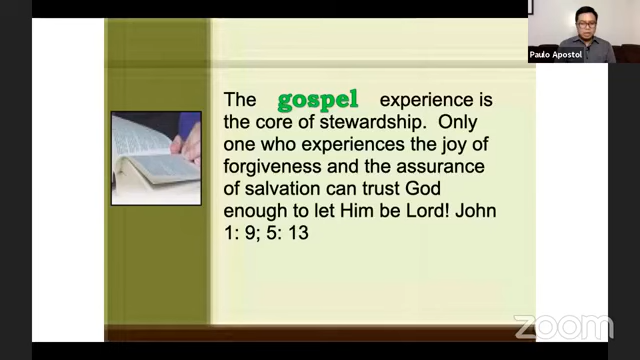 Paulo Apostol
The gospel experience is
the core of stewardship. Only
one who experiences the joy of
forgiveness and the assurance
of salvation can trust God
enough to let Him be Lord! John
1: 9; 5: 13
zoom